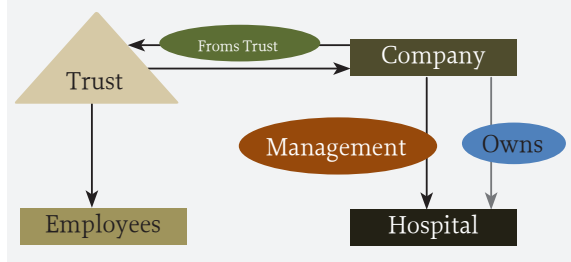 Froms Trust
Company
Trust
Management
Owns
Employees
Hospital